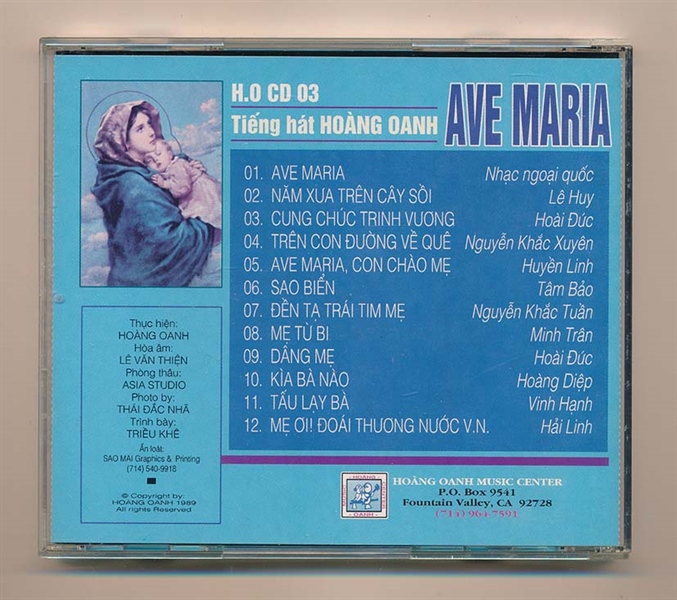 H.O CD 03
Tiếng hát HOÀNG OANH
AVE MARIA
01. AVE MARIA Nhạc ngoại quốc
02. NĂM XƯA TRÊN CÂY SỒI Lê Huy
03. CUNG CHÚC TRINH VƯƠNG Hoài Đức
04. TRÊN CON ĐƯỜNG VỀ QUÊ Nguyễn Khắc Xuyên
05. AVE MARIA, CON CHÀO MẸ Huyền Linh
06. SAO BIỂN Tâm Bảo
07. ĐỀN TẠ TRÁI TIM MẸ Nguyễn Khắc Tuần
08. MẸ TỪ BI Minh Trân
09. DÂNG MẸ Hoài Đức
10. KÌA BÀ NÀO Hoàng Diệp
11. TẤU LẠY BÀ Vinh Hạnh
12. MẸ ƠI! ĐOÁI THƯƠNG NƯỚC V.N. Hải Linh
Thực hiện:
HOÀNG OANH
Hòa âm:
LÊ VĂN THIỆN
Phòng thâu:
ASIA STUDIO
Photo by:
THÁI ĐẮC NHÃ
Trình bày:
TRIỀU KHÊ
Ấn loát:
SAO MAI Graphics & Printing
(714) 540-9918
© Copyright by:
HOÀNG OANH 1989
All rights Reserved
HOÀNG
OANH
HOÀNG OANH MUSIC CENTER
P.O. Box 9541
Fountain Valley, CA 92728
(714) 964-7591